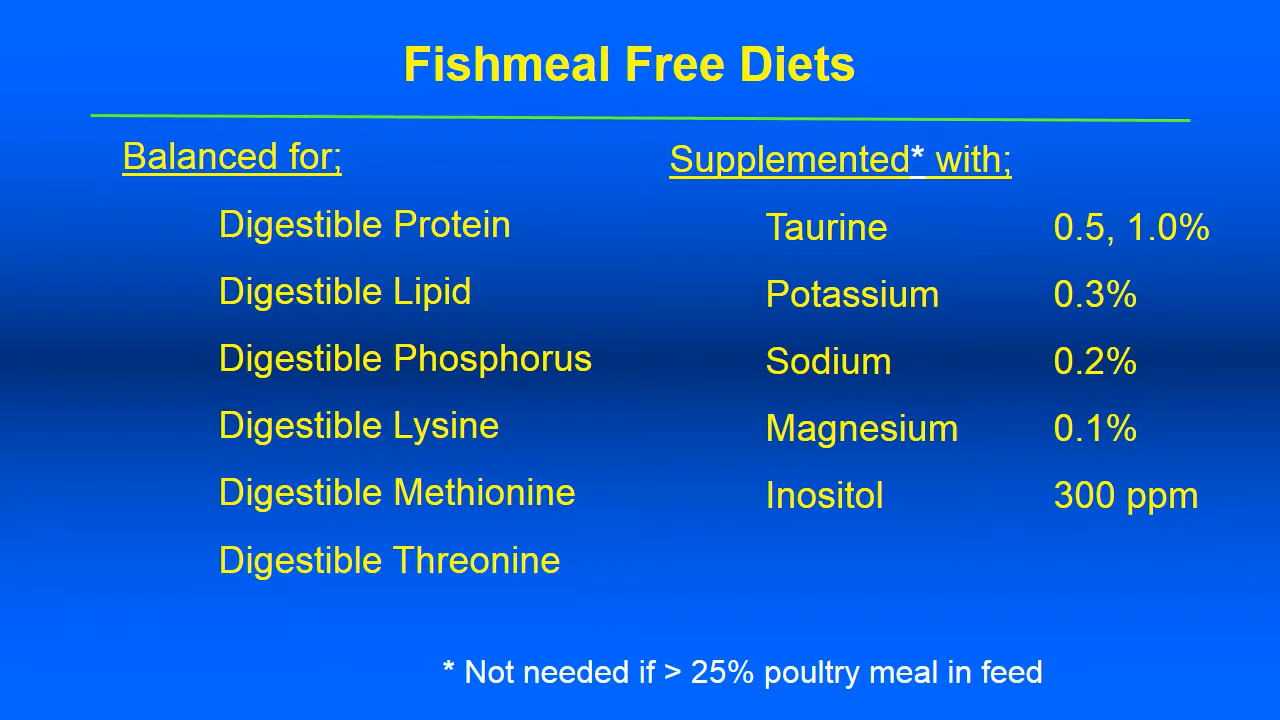 Fishmeal Free Diets
Balanced for;
Digestible Protein
Digestible Lipid
Digestible Phosphorus
Digestible Lysine
Digestible Methionine
Digestible Threonine
Supplemented* with;
Taurine 0.5, 1.0%
Potassium 0.3%
Sodium 0.2%
Magnesium 0.1%
Inositol 300 ppm
* Not needed if > 25% poultry meal in feed